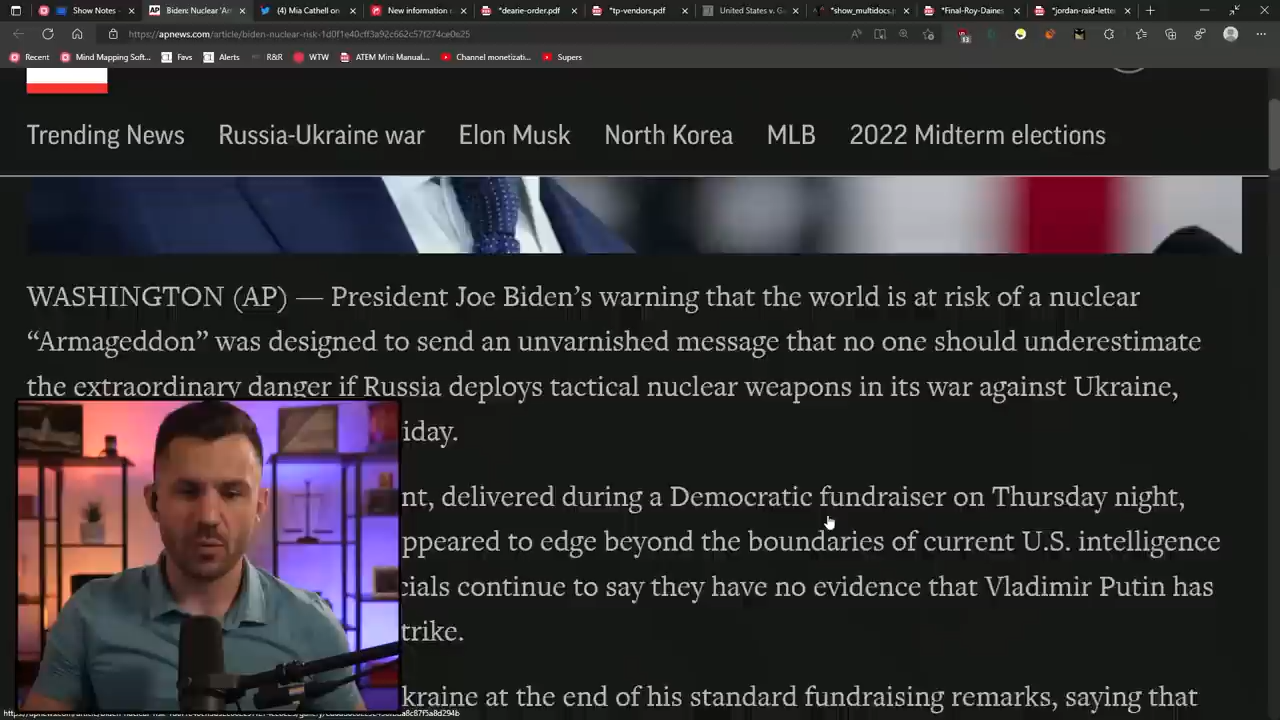 Show Notes -
Biden: Nuclear 'Ar
(4) Mia Cathell on
New information
*dearie-order.pdf
*tp-vendors.pdf
United States v. G
*show_multidocs.p
*Final-Roy-Daines
*jordan-raid-letter
https://apnews.com/article/biden-nuclear-risk-1d0f1e40cff3a92c662c57f274ce0e25
13
Recent
Mind Mapping Soft...
Favs
Alerts
R&R
WTW
ATEM Mini Manual...
Channel monetizati...
Supers
Trending News
Russia-Ukraine war
Elon Musk
North Korea
MLB
2022 Midterm elections
WASHINGTON (AP) — President Joe Biden's warning that the world is at risk of a nuclear
“Armageddon” was designed to send an unvarnished message that no one should underestimate
the extraordinary danger if Russia deploys tactical nuclear weapons in its war against Ukraine,
iday.
nt, delivered during a Democratic fundraiser on Thursday night,
ppeared to edge beyond the boundaries of current U.S. intelligence
cials continue to say they have no evidence that Vladimir Putin has
trike.
kraine at the end of his standard fundraising remarks, saying that